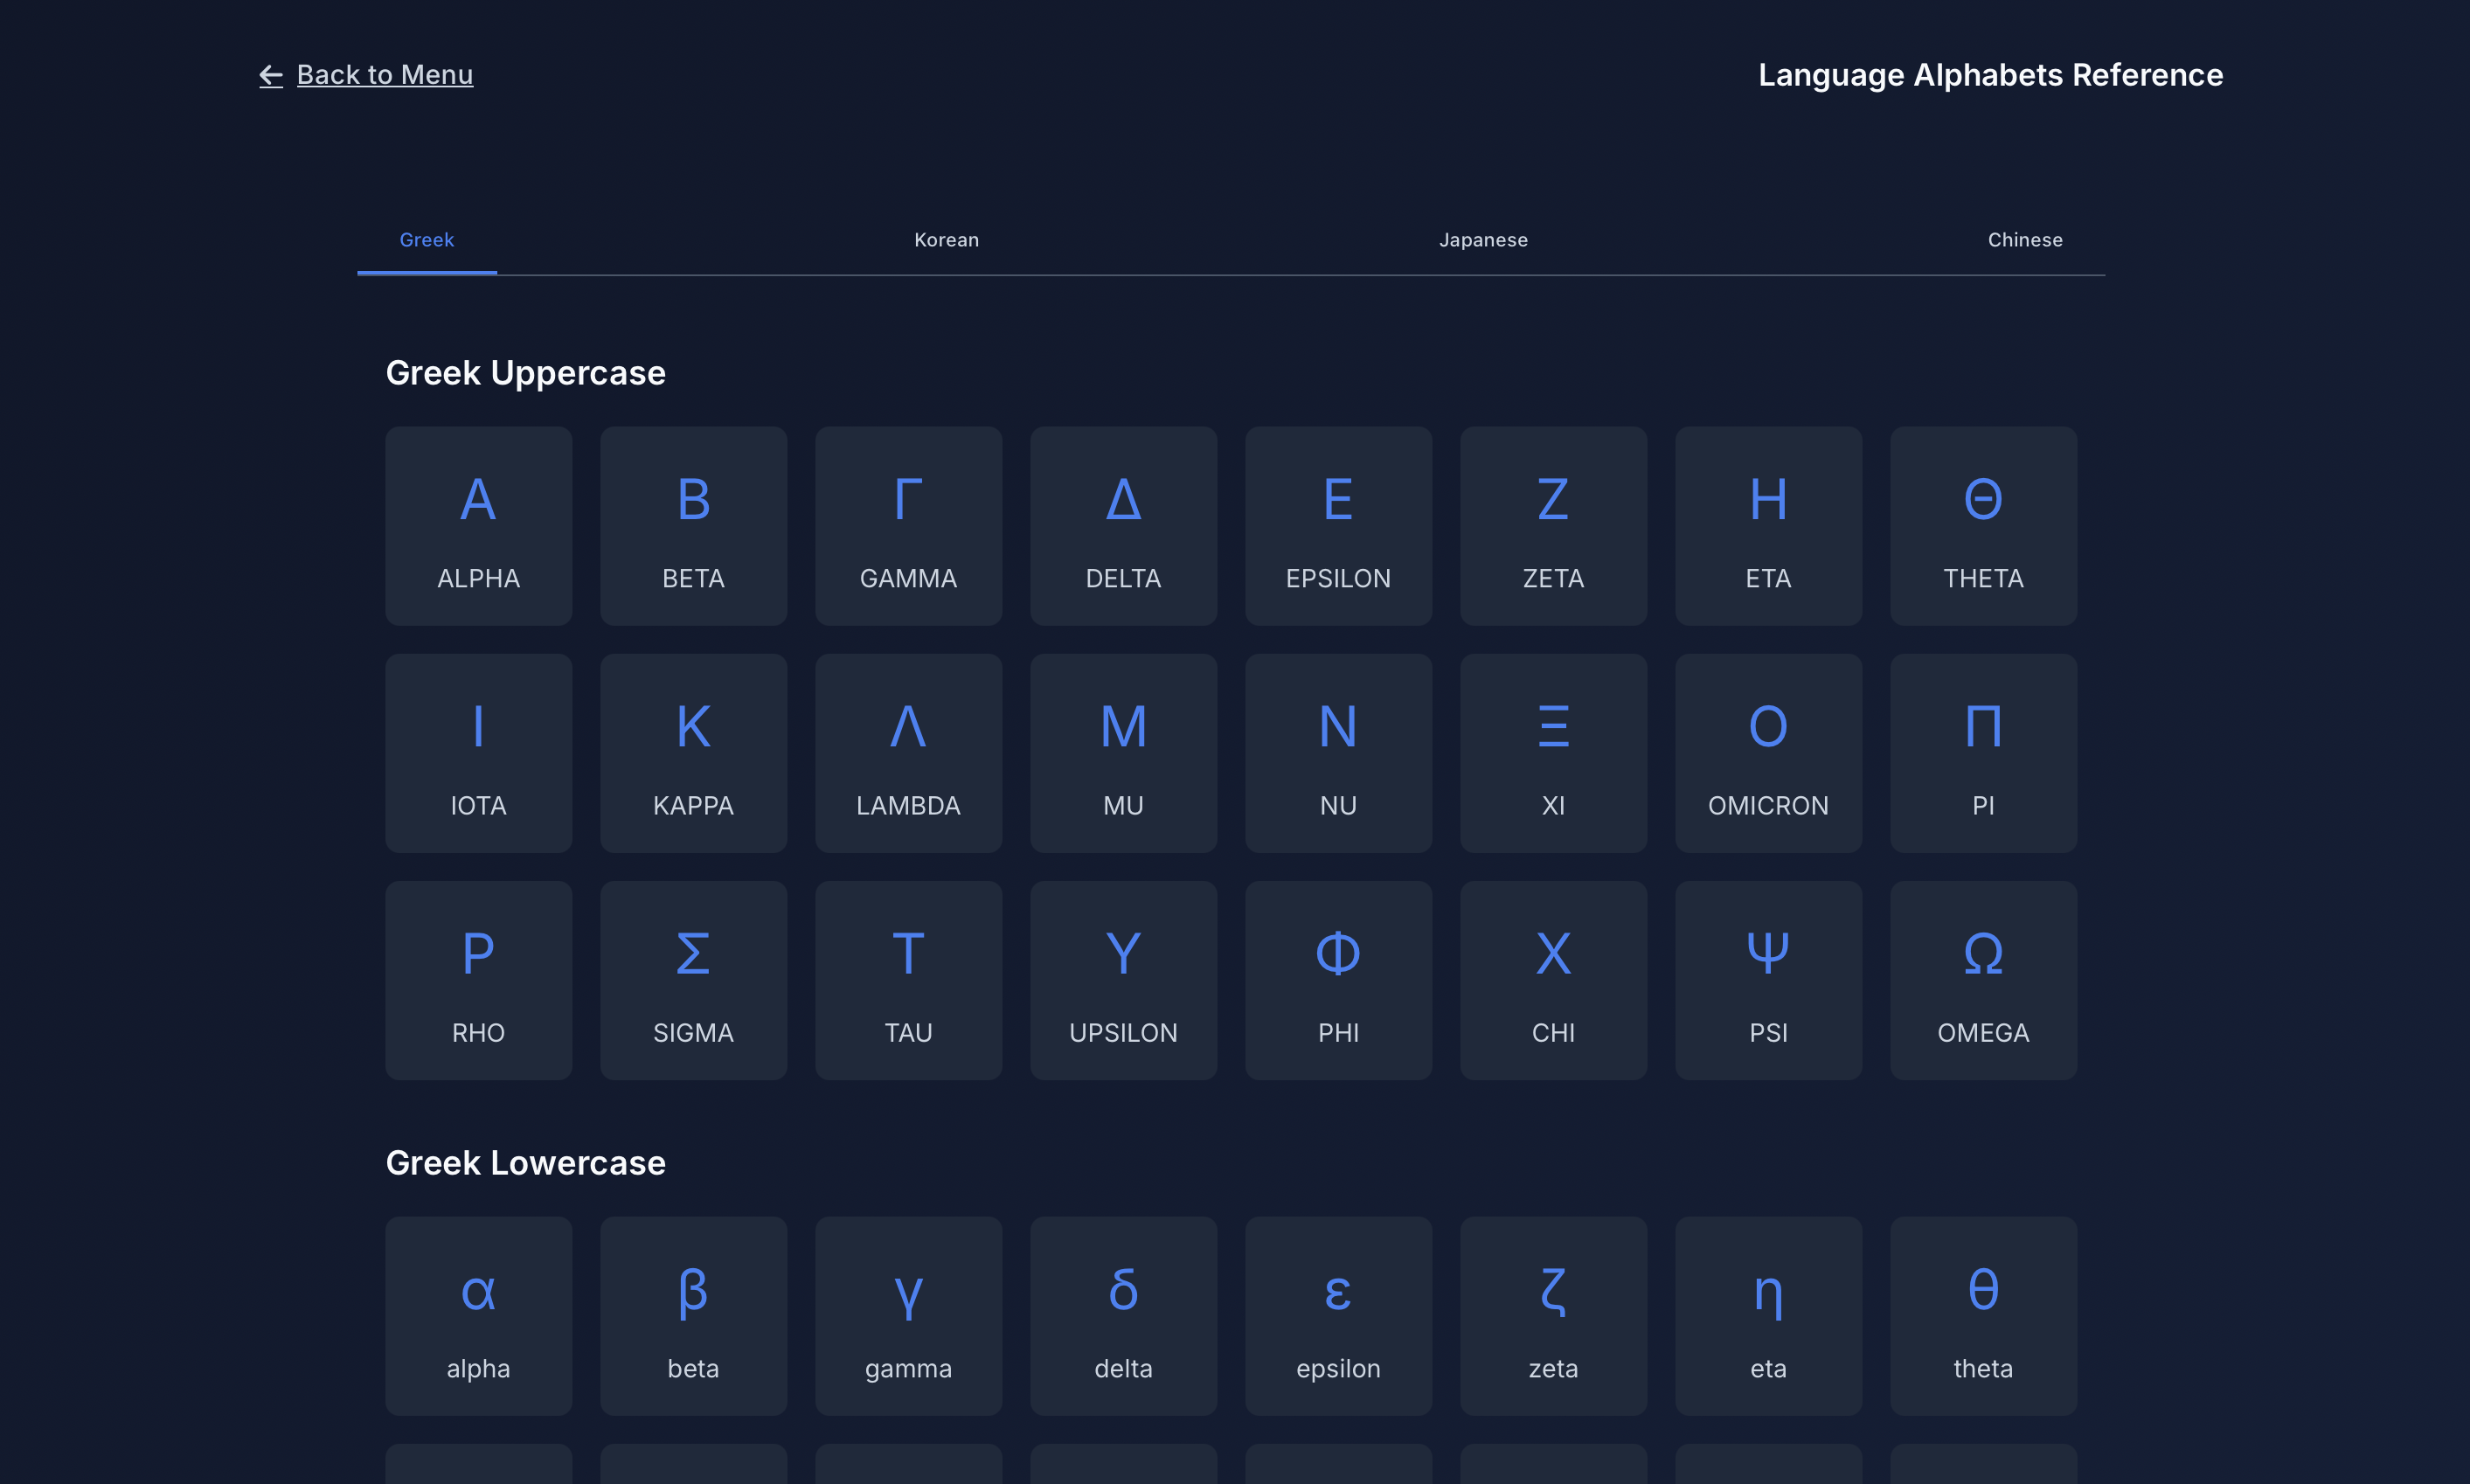 Back to Menu
Language Alphabets Reference
Greek Korean Japanese Chinese
Greek Uppercase
Α Β Γ Δ Ε Ζ Η Θ
ALPHA BETA GAMMA DELTA EPSILON ZETA ETA THETA
Ι Κ Λ Μ Ν Ξ Ο Π
IOTA KAPPA LAMBDA MU NU XI OMICRON PI
Ρ Σ Τ Υ Φ Χ Ψ Ω
RHO SIGMA TAU UPSILON PHI CHI PSI OMEGA
Greek Lowercase
α β γ δ ε ζ η θ
alpha beta gamma delta epsilon zeta eta theta